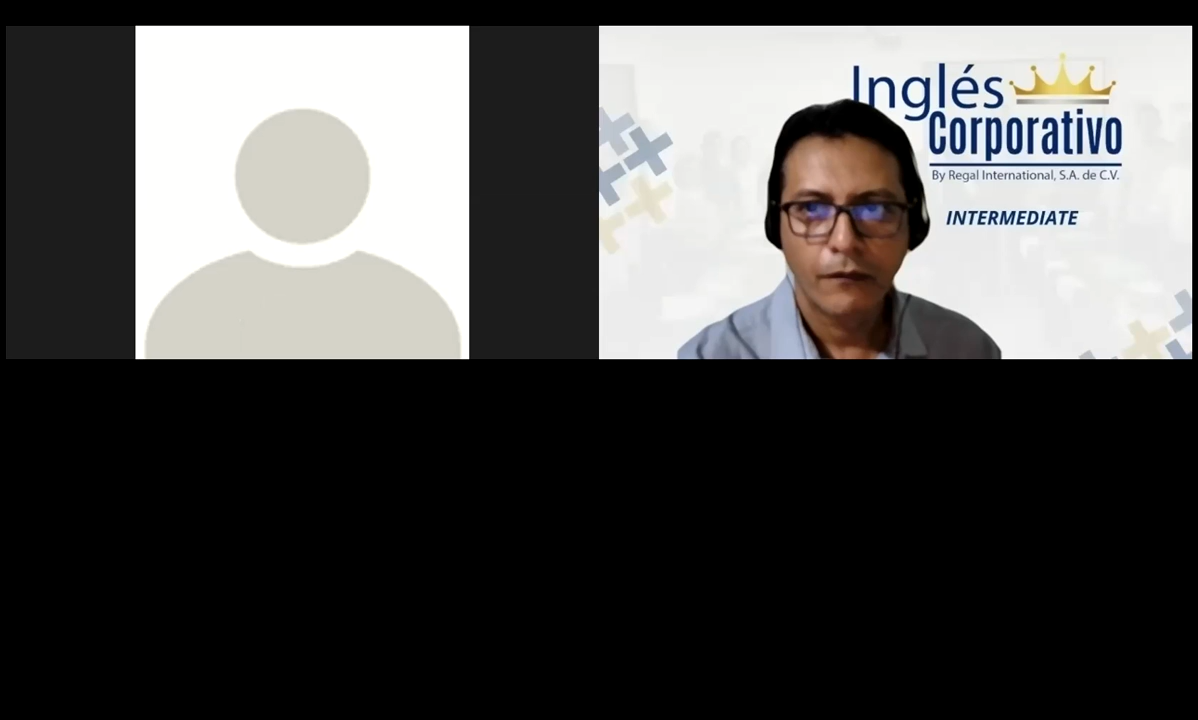 Inglés
Corporativo
By Regal International, S.A. de C.V.
INTERMEDIATE